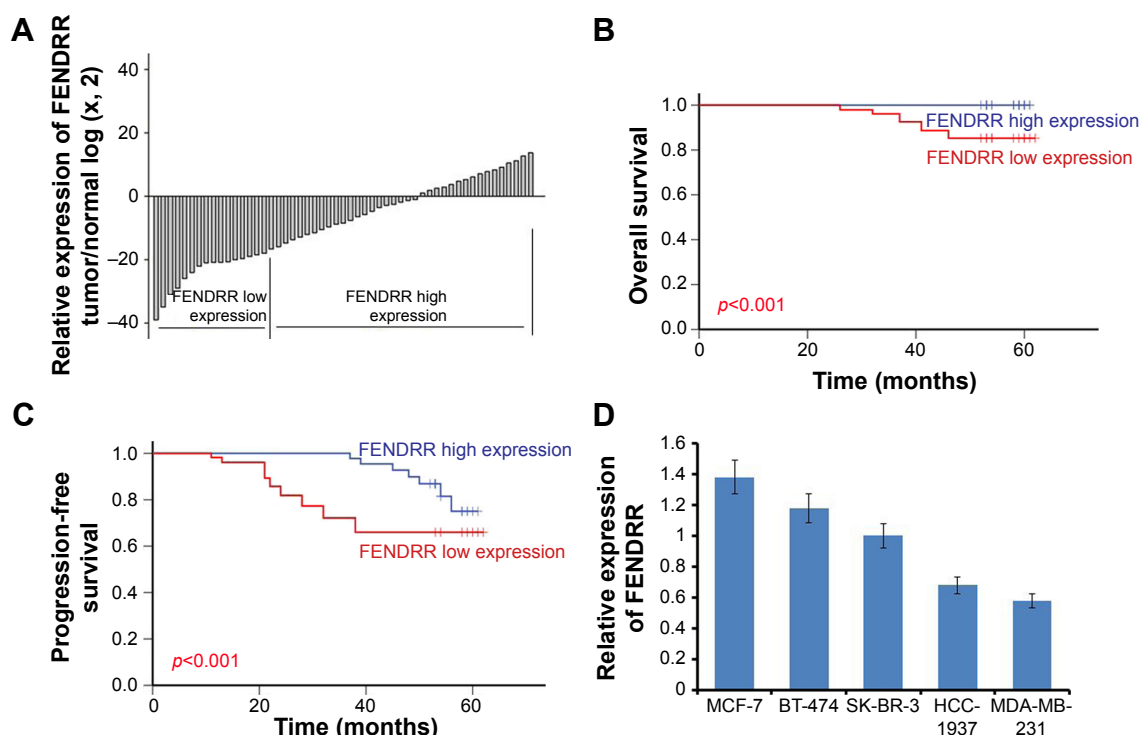 A
Relative expression of FENDRR
tumor/normal log (x, 2)
40
20
0
–20
–40
FENDRR low
expression
FENDRR high
expression
B
Overall survival
1.0
0.8
0.6
0.4
0.2
0.0
FENDRR high expression
FENDRR low expression
p<0.001
0
20
40
60
Time (months)
C
Progression-free
survival
1.0
0.8
0.6
0.4
0.2
0.0
FENDRR high expression
FENDRR low expression
p<0.001
0
20
40
60
Time (months)
D
Relative expression
of FENDRR
1.6
1.4
1.2
1
0.8
0.6
0.4
0.2
0
MCF-7
BT-474
SK-BR-3
HCC-
1937
MDA-MB-
231